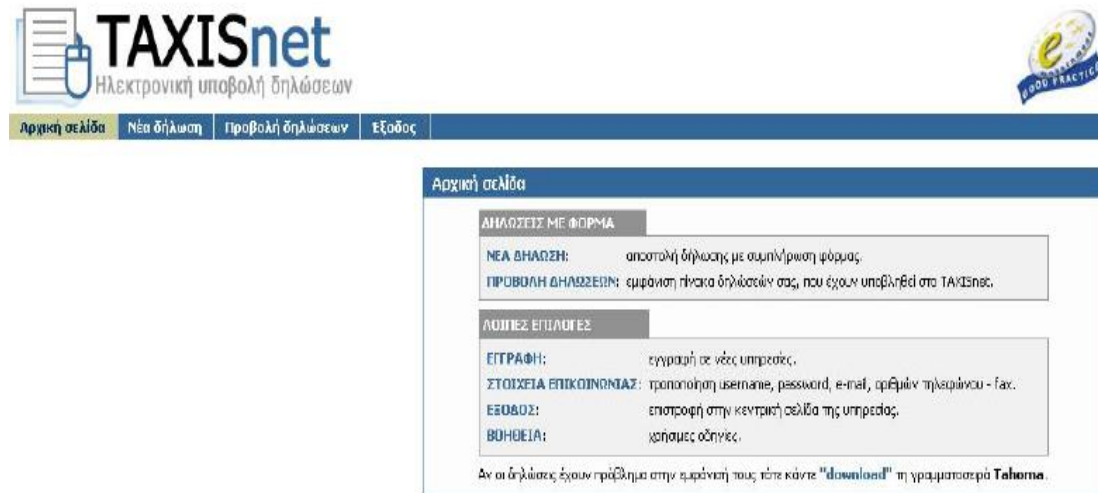 TAXISnet
Ηλεκτρονική υποβολή δηλώσεων
GOOD PRACTICE
Αρχική σελίδα Νέα δήλωση Προβολή δηλώσεων Έξοδος
Αρχική σελίδα
ΔΗΛΩΣΕΙΣ ΜΕ ΦΟΡΜΑ
ΝΕΑ ΔΗΛΩΣΗ: αποστολή δήλωσης με συμπλήρωση φόρμας.
ΠΡΟΒΟΛΗ ΔΗΛΩΣΕΩΝ: εμφάνιση πίνακα δηλώσεών σας, που έχουν υποβληθεί στο TAXISnet.
ΛΟΙΠΕΣ ΕΠΙΛΟΓΕΣ
ΕΓΓΡΑΦΗ: εγγραφή σε νέες υπηρεσίες.
ΣΤΟΙΧΕΙΑ ΕΠΙΚΟΙΝΩΝΙΑΣ: τροποποίηση username, password, e-mail, αριθμών τηλεφώνου - fax.
ΕΞΟΔΟΣ: επιστροφή στην κεντρική σελίδα της υπηρεσίας.
ΒΟΗΘΕΙΑ: χρήσιμες οδηγίες.
Αν οι δηλώσεις έχουν πρόβλημα στην εμφάνισή τους τότε κάντε "download" τη γραμματοσειρά Tahoma.